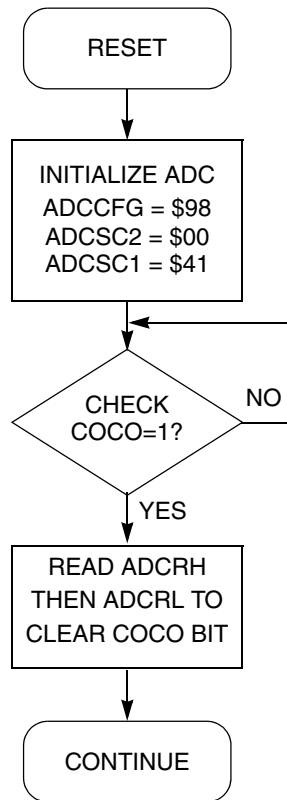 RESET
INITIALIZE ADC
ADCCFG = $98
ADCSC2 = $00
ADCSC1 = $41
CHECK
COCO=1?
NO
YES
READ ADCRH
THEN ADCRL TO
CLEAR COCO BIT
CONTINUE